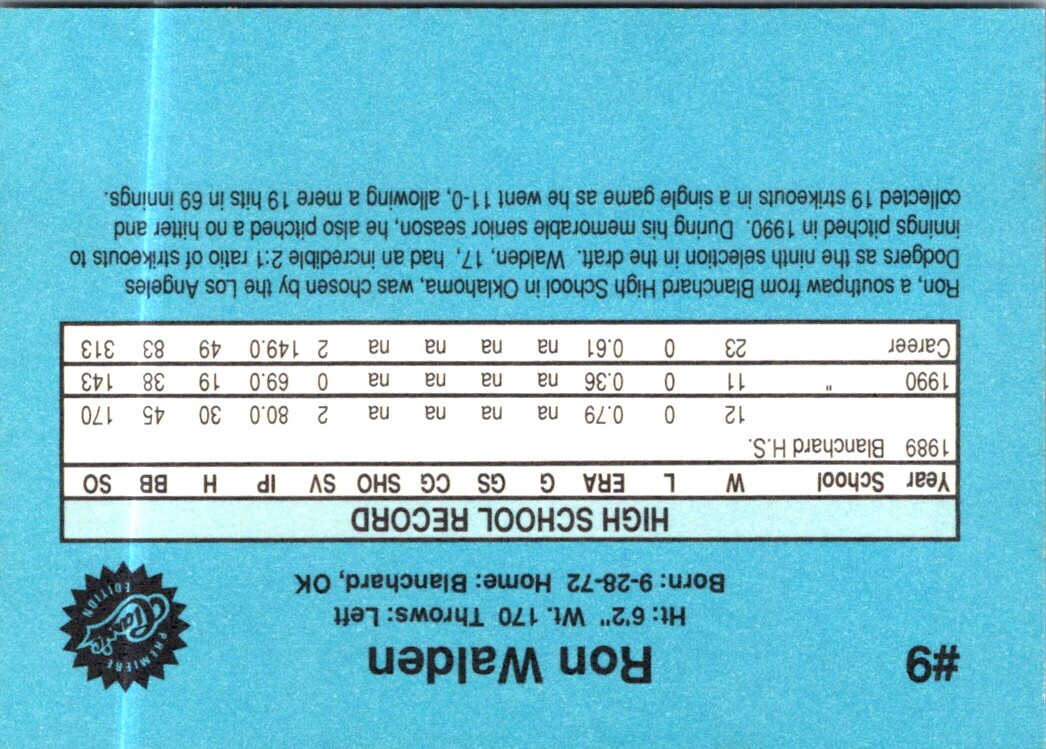 #9 Ron Walden
Ht: 6'2" Wt. 170 Throws: Left
Born: 9-28-72 Home: Blanchard, OK
PREMIERE
Classic
EDITION
HIGH SCHOOL RECORD
Year School W L ERA G GS CG SHO SV IP H BB SO
1989 Blanchard H.S.
12 0 0.79 na na na na 2 80.0 30 45 170
1990 " 11 0 0.36 na na na na 0 69.0 19 38 143
Career 23 0 0.61 na na na na 2 149.0 49 83 313
Ron, a southpaw from Blanchard High School in Oklahoma, was chosen by the Los Angeles
Dodgers as the ninth selection in the draft. Walden, 17, had an incredible 2:1 ratio of strikeouts to
innings pitched in 1990. During his memorable senior season, he also pitched a no hitter and
collected 19 strikeouts in a single game as he went 11-0, allowing a mere 19 hits in 69 innings.